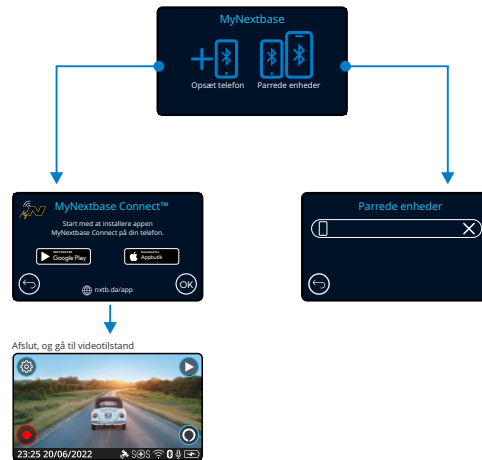 MyNextbase
Opsæt telefon
Parrede enheder
MyNextbase Connect™
Start med at installere appen
MyNextbase Connect på din telefon.
Google Play
Appbutik
OK
nxtb.da/app
Parrede enheder
Afslut, og gå til videotilstand
23:25 20/06/2022
SOS